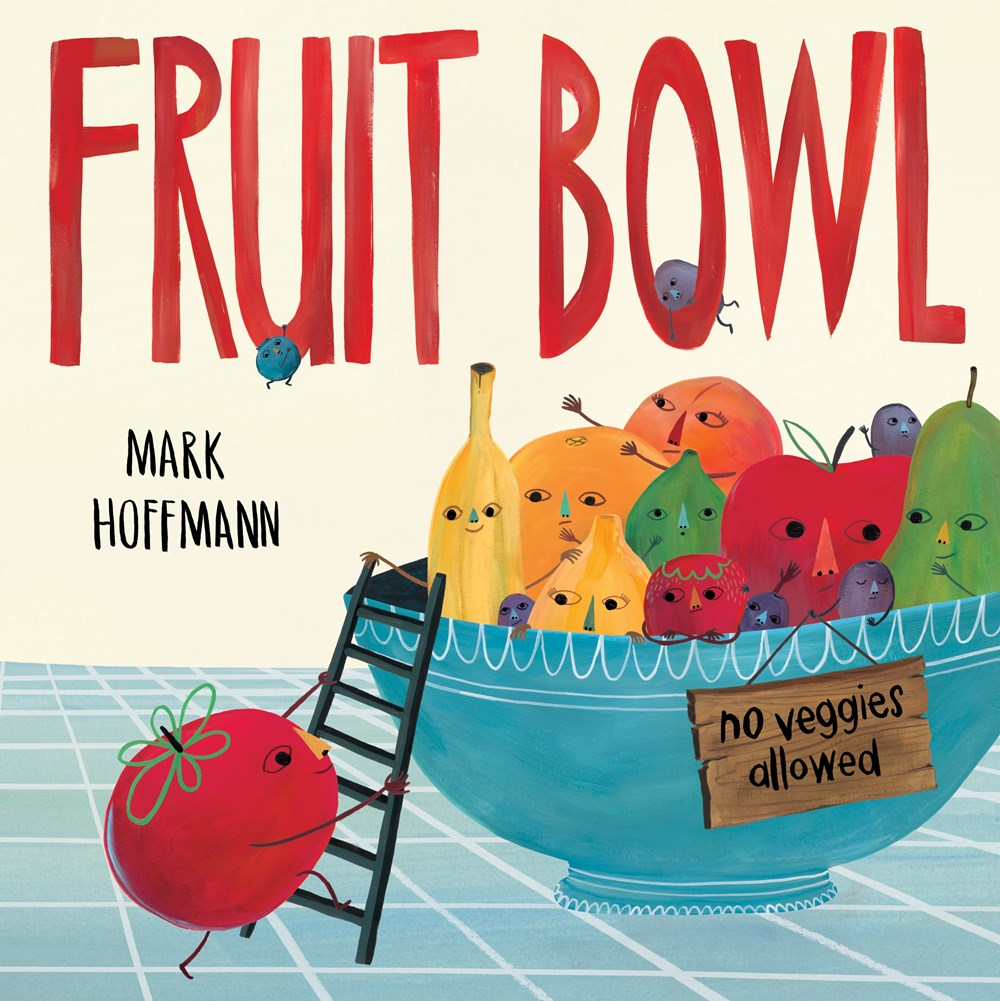 FRUIT BOWL
MARK
HOFFMANN
no veggies
allowed